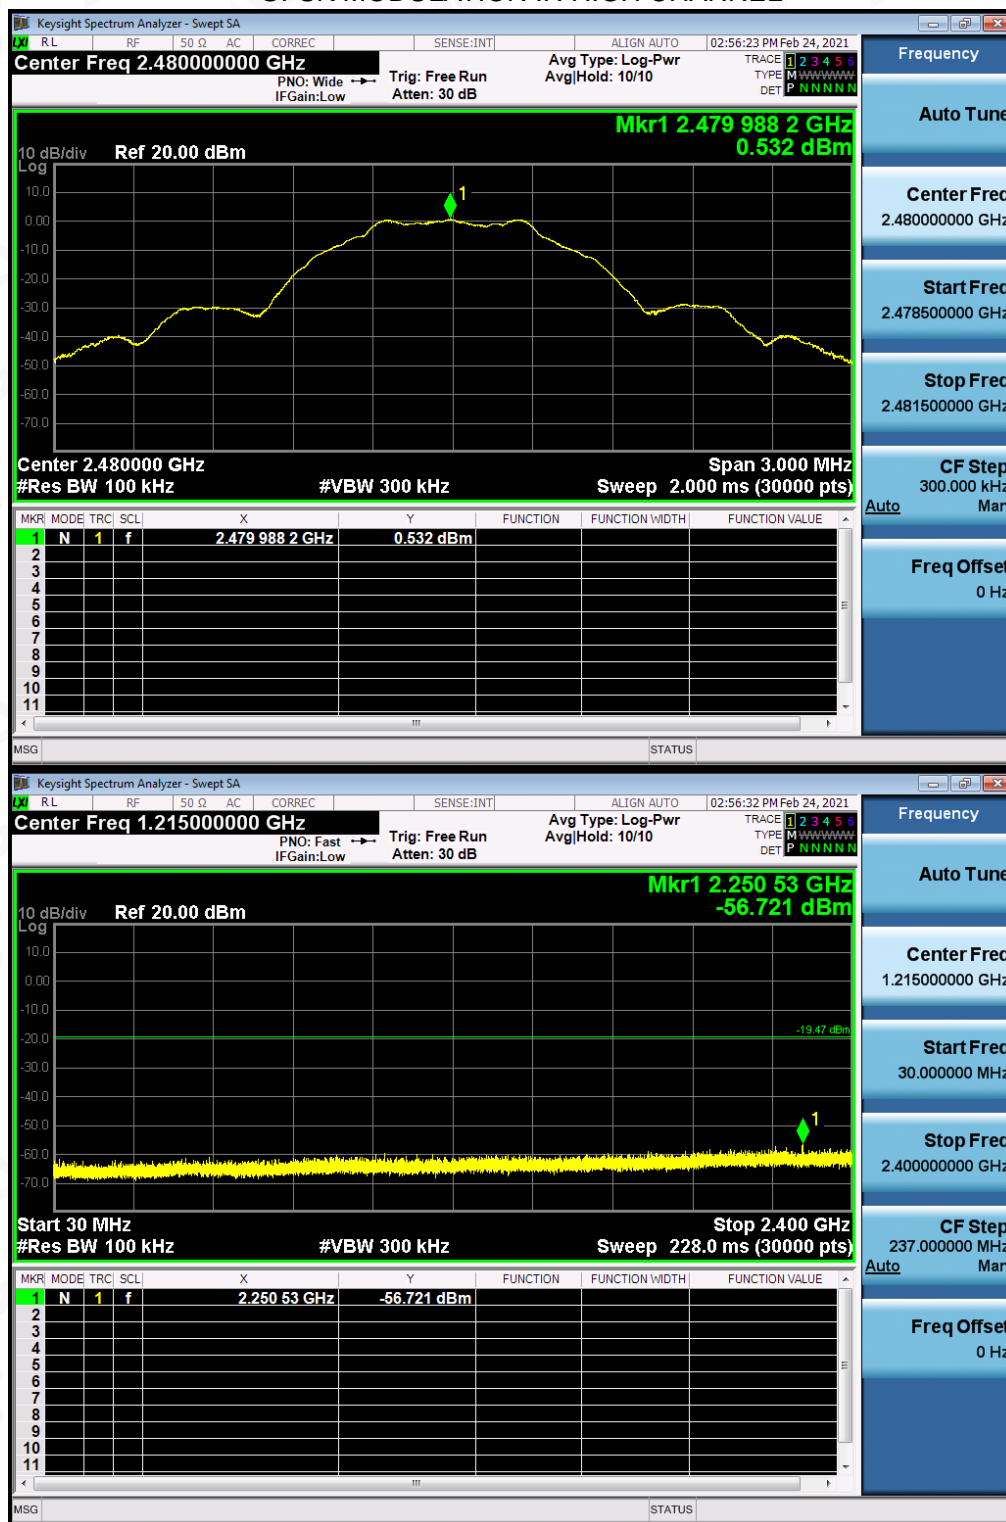 MODULATION IN HIGH CHANNEL
Keysight Spectrum Analyzer - Swept SA
LXI RL RF 50 Ω AC CORREC SENSE:INT ALIGN AUTO 02:56:23 PM Feb 24, 2021
Center Freq 2.480000000 GHz
PNO: Wide
IFGain:Low
Trig: Free Run
Atten: 30 dB
Avg Type: Log-Pwr
Avg|Hold: 10/10
TRACE 1 2 3 4 5 6
TYPE M WWWWW
DET P N N N N N
Mkr1 2.479 988 2 GHz
0.532 dBm
10 dB/div Ref 20.00 dBm
Log
10.0
0.00
-10.0
-20.0
-30.0
-40.0
-50.0
-60.0
-70.0
1
Center 2.480000 GHz Span 3.000 MHz
#Res BW 100 kHz #VBW 300 kHz Sweep 2.000 ms (30000 pts)
MKR MODE TRC SCL X Y FUNCTION FUNCTION WIDTH FUNCTION VALUE
1 N 1 f 2.479 988 2 GHz 0.532 dBm
2
3
4
5
6
7
8
9
10
11
MSG STATUS
Frequency
Auto Tune
Center Freq
2.480000000 GHz
Start Freq
2.478500000 GHz
Stop Freq
2.481500000 GHz
CF Step
300.000 kHz
Auto Man
Freq Offset
0 Hz
Keysight Spectrum Analyzer - Swept SA
LXI RL RF 50 Ω AC CORREC SENSE:INT ALIGN AUTO 02:56:32 PM Feb 24, 2021
Center Freq 1.215000000 GHz
PNO: Fast
IFGain:Low
Trig: Free Run
Atten: 30 dB
Avg Type: Log-Pwr
Avg|Hold: 10/10
TRACE 1 2 3 4 5 6
TYPE M WWWWW
DET P N N N N N
Mkr1 2.250 53 GHz
-56.721 dBm
10 dB/div Ref 20.00 dBm
Log
10.0
0.00
-10.0
-20.0
-30.0
-40.0
-50.0
-60.0
-70.0
-19.47 dBm
1
Start 30 MHz Stop 2.400 GHz
#Res BW 100 kHz #VBW 300 kHz Sweep 228.0 ms (30000 pts)
MKR MODE TRC SCL X Y FUNCTION FUNCTION WIDTH FUNCTION VALUE
1 N 1 f 2.250 53 GHz -56.721 dBm
2
3
4
5
6
7
8
9
10
11
MSG STATUS
Frequency
Auto Tune
Center Freq
1.215000000 GHz
Start Freq
30.000000 MHz
Stop Freq
2.400000000 GHz
CF Step
237.000000 MHz
Auto Man
Freq Offset
0 Hz